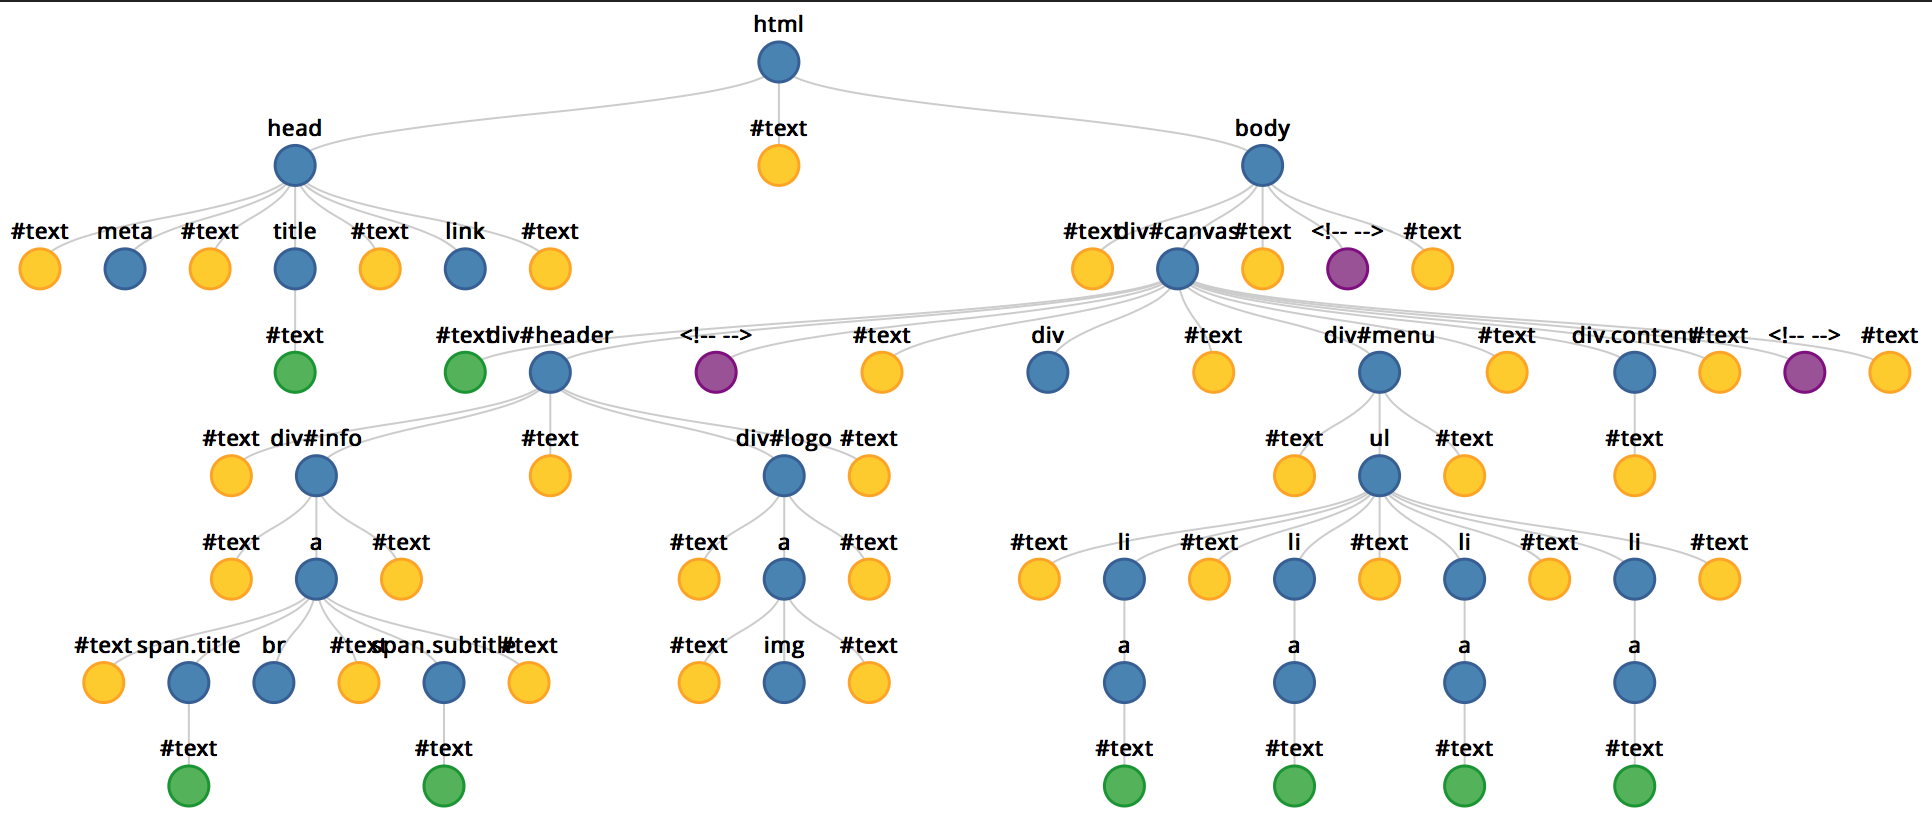 html
head #text body
#text meta #text title #text link #text #text div#canvas #text <!-- --> #text
#text #text div#header <!-- --> #text div #text div#menu #text div.content #text <!-- --> #text
#text div#info #text div#logo #text #text ul #text #text
#text a #text #text a #text #text li #text li #text li #text li #text
#text span.title br #text span.subtitle #text #text img #text a a a a
#text #text #text #text #text #text